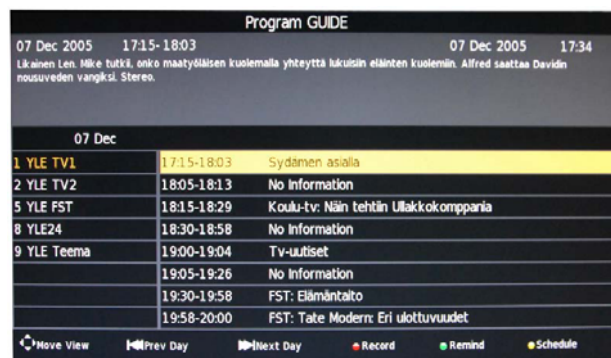 Program GUIDE
07 Dec 2005 17:15-18:03 07 Dec 2005 17:34
Likainen Len. Mike tutkii, onko maatyöläisen kuolemalla yhteyttä lukuisiin eläinten kuolemiin. Alfred saattaa Davidin
nousuveden vangiksi. Stereo.
07 Dec
1 YLE TV1 17:15-18:03 Sydämen asialla
2 YLE TV2 18:05-18:13 No Information
5 YLE FST 18:15-18:29 Koulu-tv: Näin tehtiin Ullakkokomppania
8 YLE24 18:30-18:58 No Information
9 YLE Teema 19:00-19:04 Tv-uutiset
19:05-19:26 No Information
19:30-19:58 FST: Elämäntaito
19:58-20:00 FST: Tate Modern: Eri ulottuvuudet
Move View Prev Day Next Day Record Remind Schedule